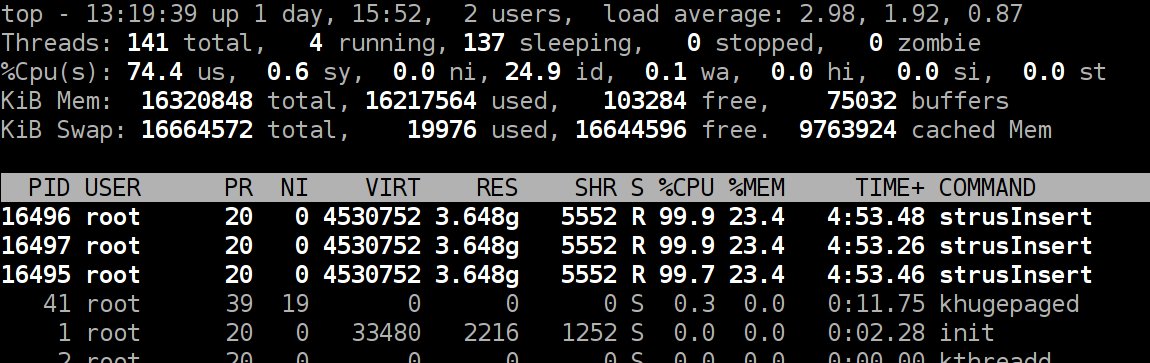 top - 13:19:39 up 1 day, 15:52,  2 users,  load average: 2.98, 1.92, 0.87
Threads: 141 total,   4 running, 137 sleeping,   0 stopped,   0 zombie
%Cpu(s): 74.4 us,  0.6 sy,  0.0 ni, 24.9 id,  0.1 wa,  0.0 hi,  0.0 si,  0.0 st
KiB Mem:  16320848 total, 16217564 used,   103284 free,    75032 buffers
KiB Swap: 16664572 total,    19976 used, 16644596 free.  9763924 cached Mem
PID USER      PR  NI    VIRT    RES    SHR S %CPU %MEM     TIME+ COMMAND
16496 root      20   0 4530752 3.648g   5552 R 99.9 23.4   4:53.48 strusInsert
16497 root      20   0 4530752 3.648g   5552 R 99.9 23.4   4:53.26 strusInsert
16495 root      20   0 4530752 3.648g   5552 R 99.7 23.4   4:53.46 strusInsert
41 root      39  19       0      0      0 S  0.3  0.0   0:11.75 khugepaged
1 root      20   0   33480   2216   1252 S  0.0  0.0   0:02.28 init
2 root      20   0       0      0      0 S  0.0  0.0   0:00.00 kthreadd